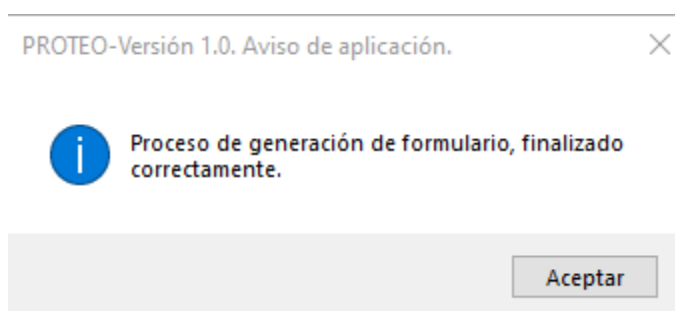 PROTEO-Versión 1.0. Aviso de aplicación.
Proceso de generación de formulario, finalizado
correctamente.
Aceptar